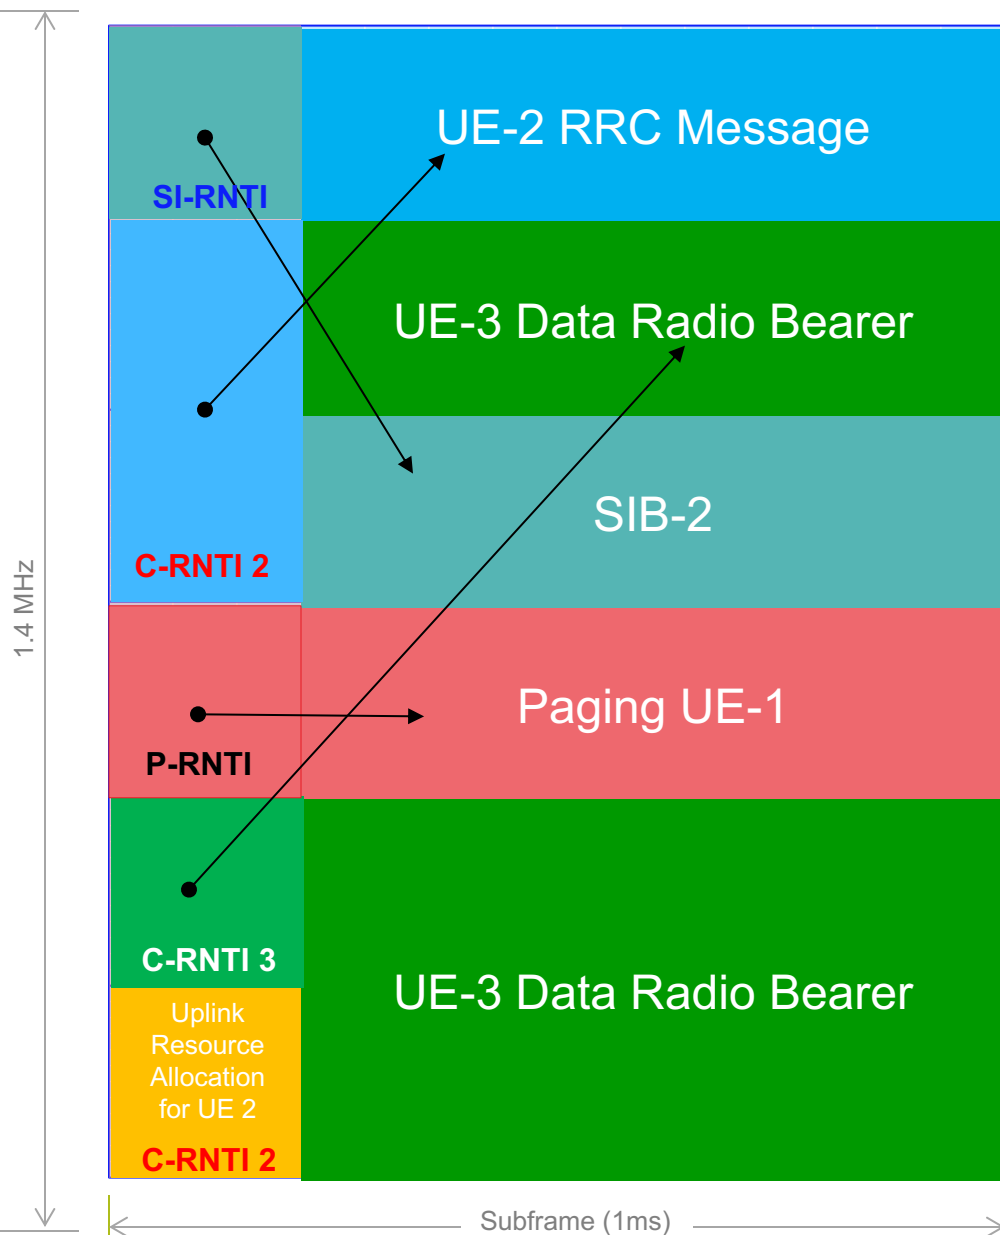 UE-2 RRC Message
SI-RNTI
UE-3 Data Radio Bearer
SIB-2
C-RNTI 2
1.4 MHz
Paging UE-1
P-RNTI
C-RNTI 3
UE-3 Data Radio Bearer
Uplink
Resource
Allocation
for UE 2
C-RNTI 2
Subframe (1ms)